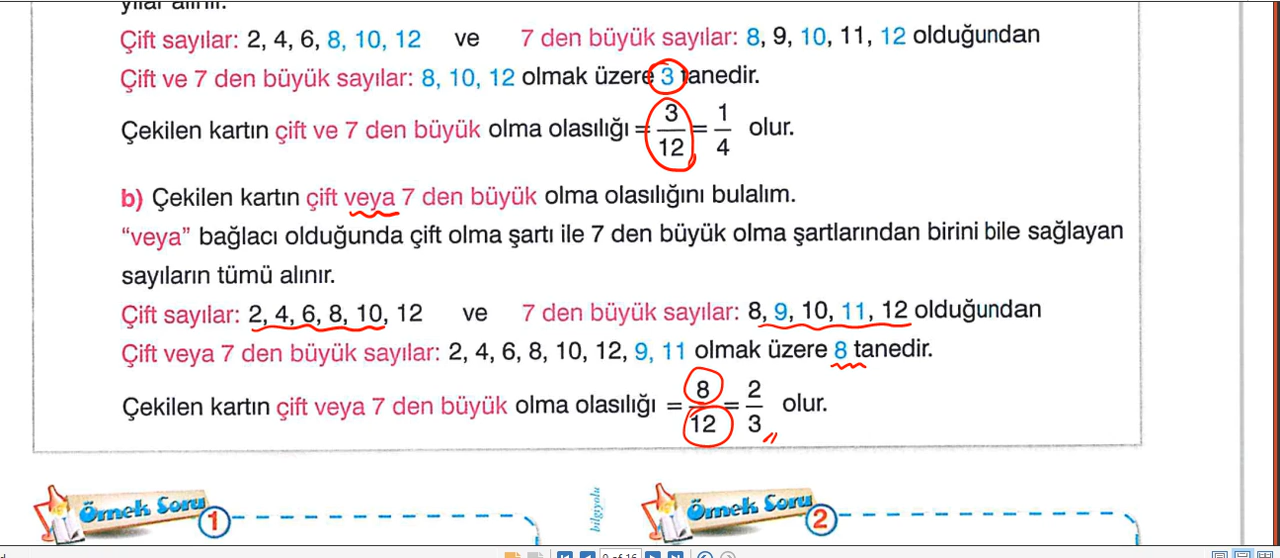 Çift sayılar: 2, 4, 6, 8, 10, 12 ve 7 den büyük sayılar: 8, 9, 10, 11, 12 olduğundan
Çift ve 7 den büyük sayılar: 8, 10, 12 olmak üzere 3 tanedir.
Çekilen kartın çift ve 7 den büyük olma olasılığı = 3/12 = 1/4 olur.
b) Çekilen kartın çift veya 7 den büyük olma olasılığını bulalım.
“veya” bağlacı olduğunda çift olma şartı ile 7 den büyük olma şartlarından birini bile sağlayan
sayıların tümü alınır.
Çift sayılar: 2, 4, 6, 8, 10, 12 ve 7 den büyük sayılar: 8, 9, 10, 11, 12 olduğundan
Çift veya 7 den büyük sayılar: 2, 4, 6, 8, 10, 12, 9, 11 olmak üzere 8 tanedir.
Çekilen kartın çift veya 7 den büyük olma olasılığı = 8/12 = 2/3 olur.
Örnek Soru 1
bilgiyolu
Örnek Soru 2